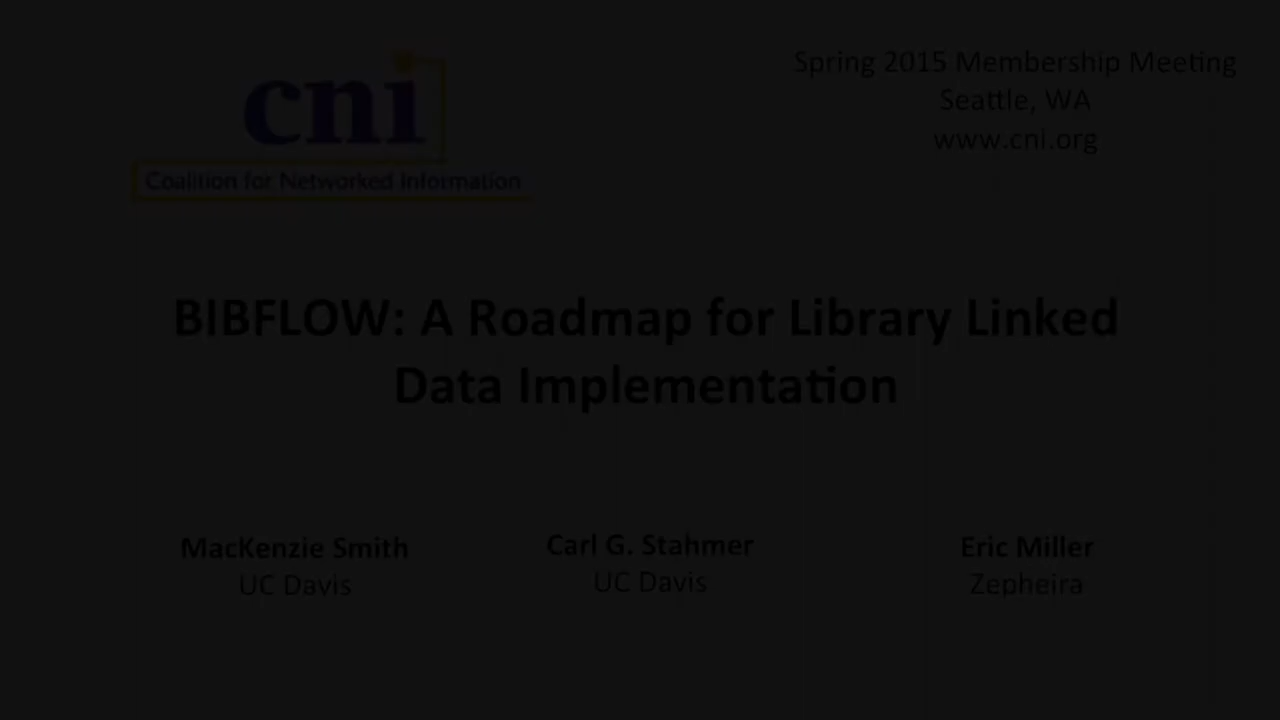 cni
Coalition for Networked Information
Spring 2015 Membership Meeting
Seattle, WA
www.cni.org
BIBFLOW: A Roadmap for Library Linked
Data Implementation
MacKenzie Smith
UC Davis
Carl G. Stahmer
UC Davis
Eric Miller
Zepheira